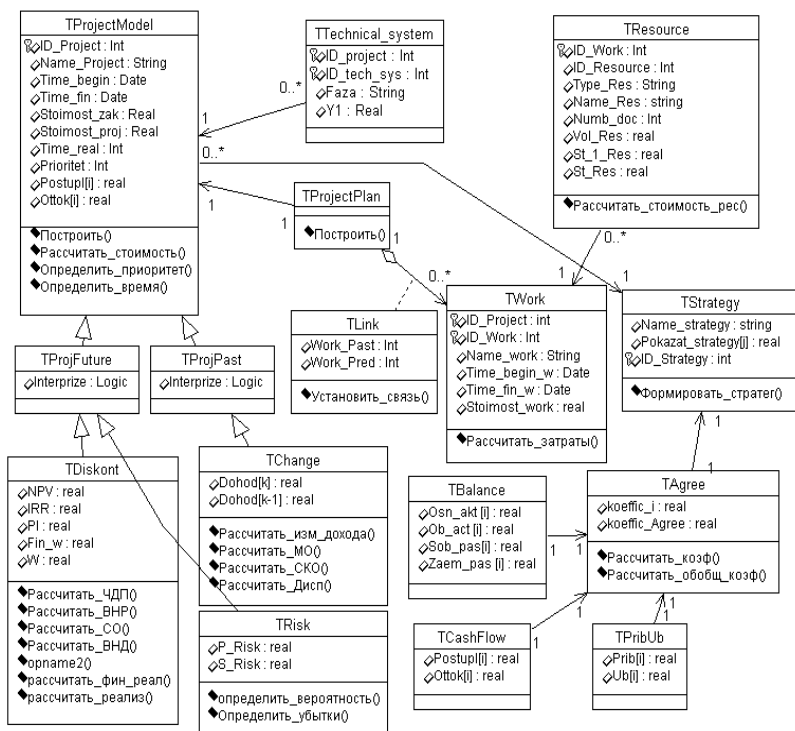 TProjectModel
ID_Project : Int
Name_Project : String
Time_begin : Date
Time_fin : Date
Stoimost_zak : Real
Stoimost_proj : Real
Time_real : Int
Prioritet : Int
Postupl[i] : real
Ottok[i] : real
Построить()
Рассчитать_стоимость()
Определить_приоритет()
Определить_время()
TTechnical_system
ID_project : Int
ID_tech_sys : Int
Faza : String
Y1 : Real
0..*
1
0..*
1
1
TResource
ID_Work : Int
ID_Resource : Int
Type_Res : String
Name_Res : string
Numb_doc : Int
Vol_Res : real
St_1_Res : real
St_Res : real
Рассчитать_стоимость_рес()
0..*
1
1
TProjectPlan
Построить()
1
0..*
TLink
Work_Past : Int
Work_Pred : Int
Установить_связь()
TWork
ID_Project : int
ID_Work : Int
Name_work : String
Time_begin_w : Date
Time_fin_w : Date
Stoimost_work : real
Рассчитать_затраты()
TStrategy
Name_strategy : string
Pokazat_strategy[j] : real
ID_Strategy : int
Формировать_стратег()
1
1
TProjFuture
Interprize : Logic
TProjPast
Interprize : Logic
TDiskont
NPV : real
IRR : real
PI : real
Fin_w : real
W : real
Рассчитать_ЧДП()
Рассчитать_ВНР()
Рассчитать_СО()
Рассчитать_ВНД()
opname2()
рассчитать_фин_реал()
рассчитать_реализ()
TChange
Dohod[k] : real
Dohod[k-1] : real
Рассчитать_изм_дохода()
Рассчитать_МО()
Рассчитать_СКО()
Рассчитать_Дисп()
TRisk
P_Risk : real
S_Risk : real
определить_вероятность()
Определить_убытки()
TBalance
Osn_akt [i] : real
Ob_act[i] : real
Sob_pas[i] : real
Zaem_pas [i] : real
1
1
TAgree
koeffic_i : real
koeffic_Agree : real
Рассчитать_коэф()
Рассчитать_обобщ_коэф()
TCashFlow
Postupl[i] : real
Ottok[i] : real
1
1
TPribUb
Prib[i] : real
Ub[i] : real
1
1